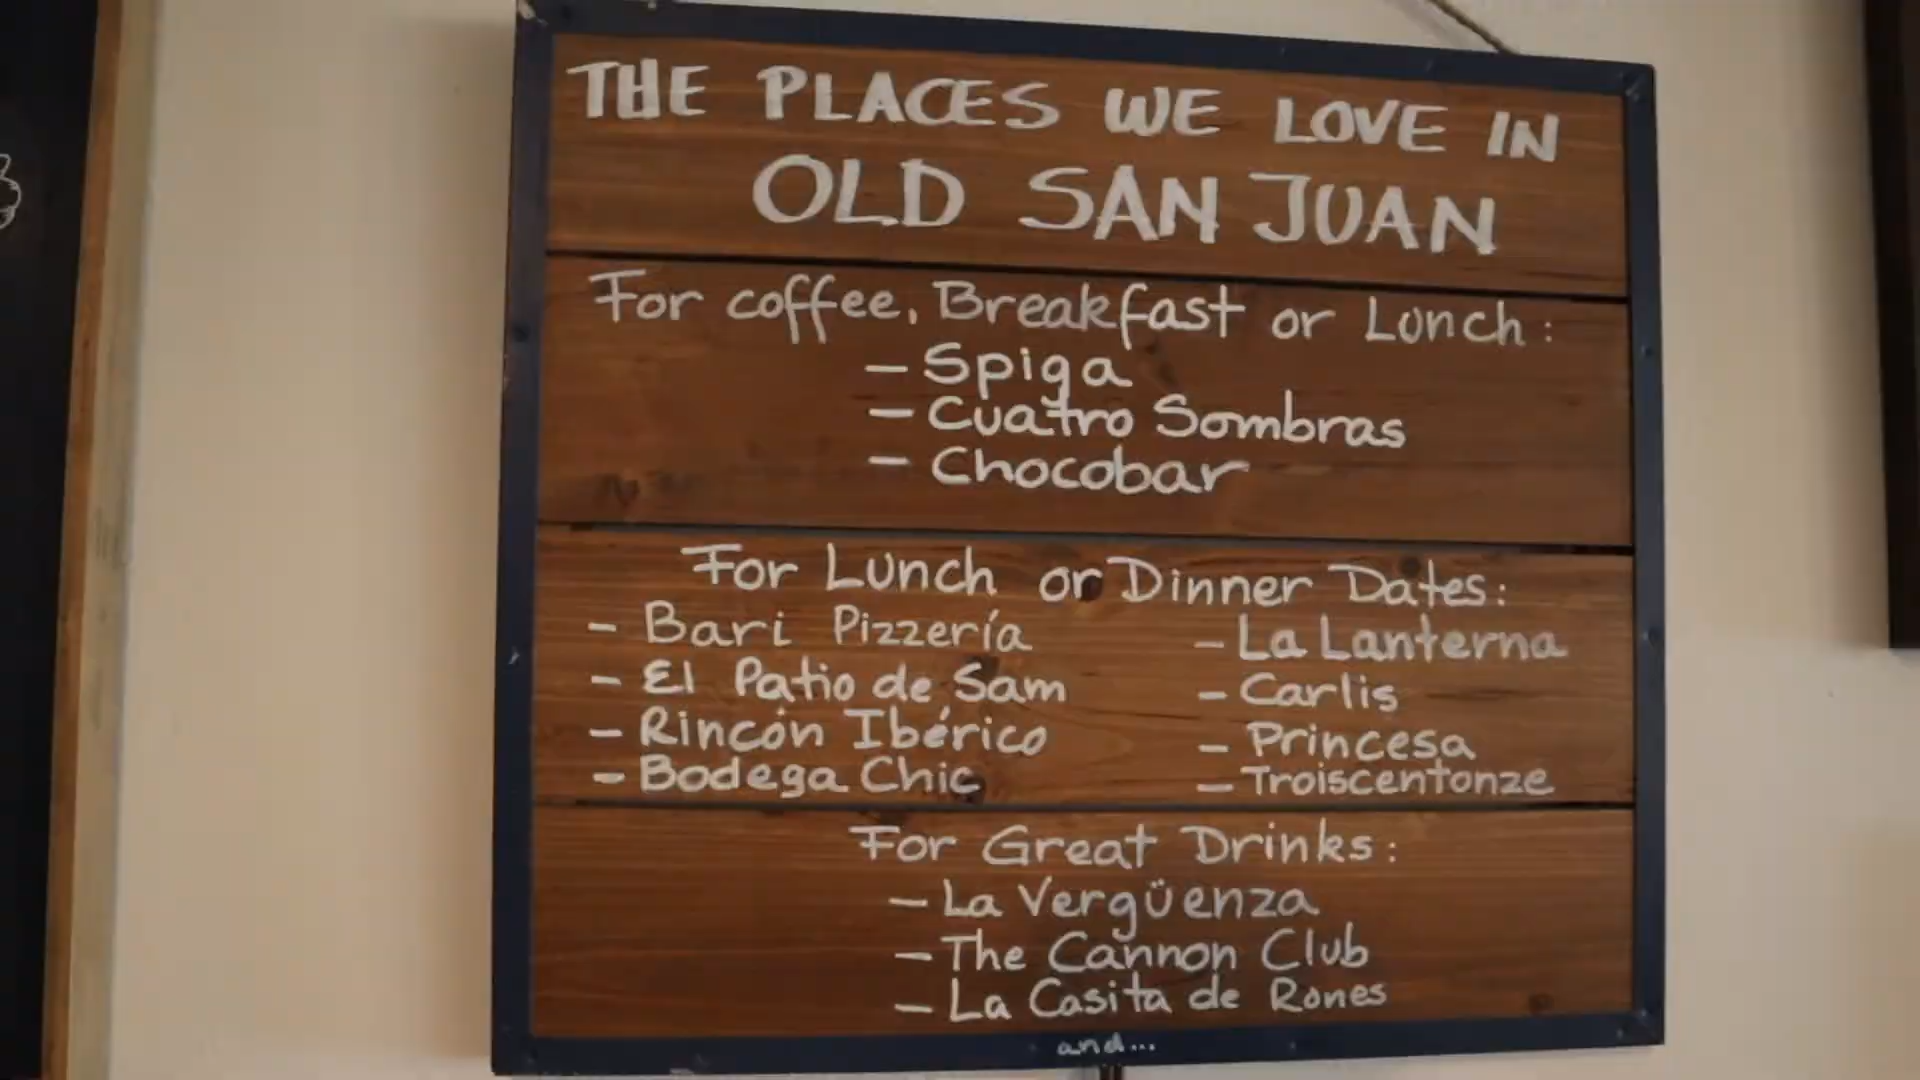 THE PLACES WE LOVE IN
OLD SAN JUAN
For coffee, Breakfast or Lunch:
- Spiga
- Cuatro Sombras
- Chocobar
For Lunch or Dinner Dates:
- Bari Pizzería
- El Patio de Sam
- Rincón Ibérico
- Bodega Chic
- La Lanterna
- Carlis
- Princesa
- Troiscentonze
For Great Drinks:
- La Vergüenza
- The Cannon Club
- La Casita de Rones
and...